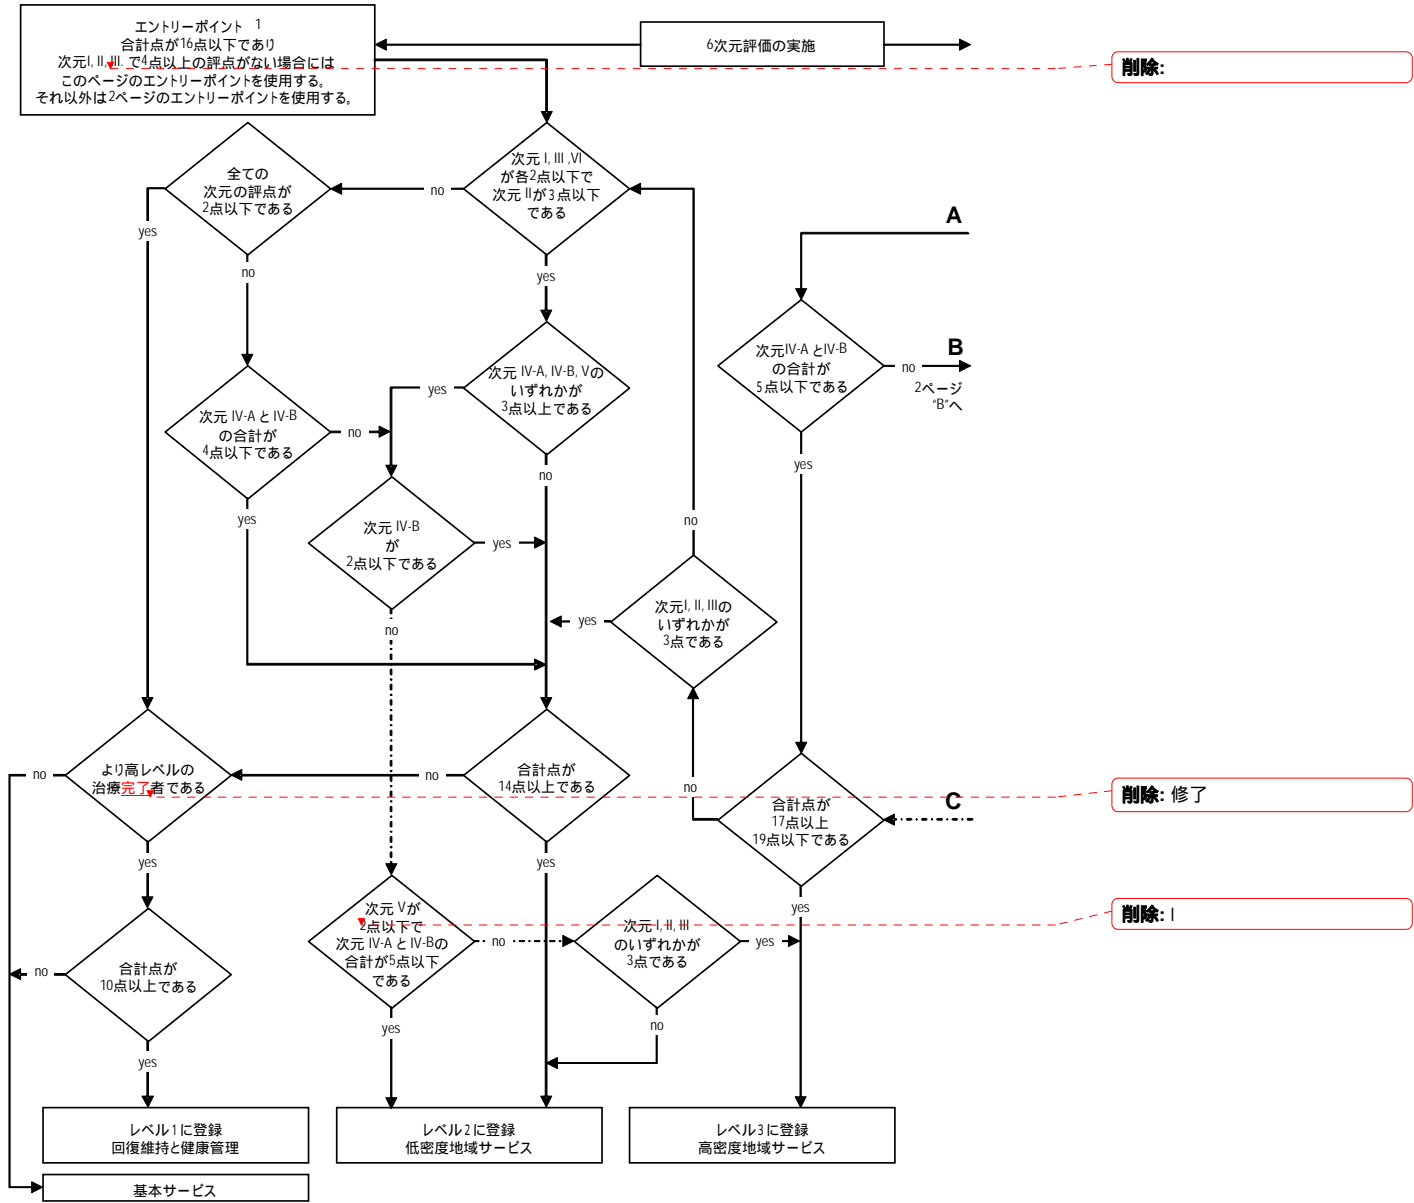 エントリーポイント 1
合計点が16点以下であり
次元I, II, III. で4点以上の評点がない場合には
このページのエントリーポイントを使用する。
それ以外は2ページのエントリーポイントを使用する。
6次元評価の実施
削除:
全ての
次元の評点が
2点以下である
no
次元 I, III ,VI
が各2点以下で
次元 IIが3点以下
である
yes
no
yes
A
次元IV-A とIV-B
の合計が
5点以下である
no
B
2ページ
"B"へ
次元 IV-A, IV-B, Vの
いずれかが
3点以上である
yes
次元 IV-A と IV-B
の合計が
4点以下である
no
no
yes
yes
次元 IV-B
が
2点以下である
yes
no
no
次元I, II, IIIの
いずれかが
3点である
yes
no
より高レベルの
治療完了者である
no
no
合計点が
14点以上である
合計点が
17点以上
19点以下である
C
削除: 修了
yes
yes
yes
次元 Vが
2点以下で
次元 IV-A と IV-Bの
合計が5点以下
である
no
次元 I, II, III
のいずれかが
3点である
yes
削除: I
合計点が
10点以上である
no
yes
yes
no
レベル1に登録
回復維持と健康管理
レベル2に登録
低密度地域サービス
レベル3に登録
高密度地域サービス
基本サービス